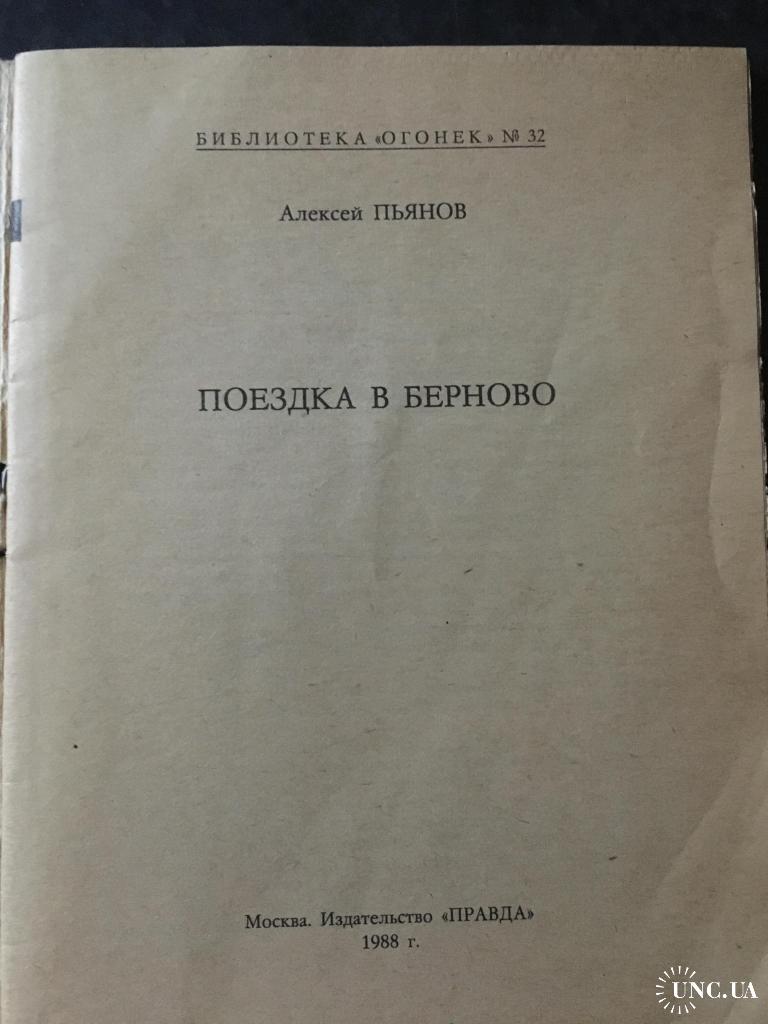 БИБЛИОТЕКА «ОГОНЕК» № 32
Алексей ПЬЯНОВ
ПОЕЗДКА В БЕРНОВО
Москва. Издательство «ПРАВДА»
1988 г.
UNC.UA